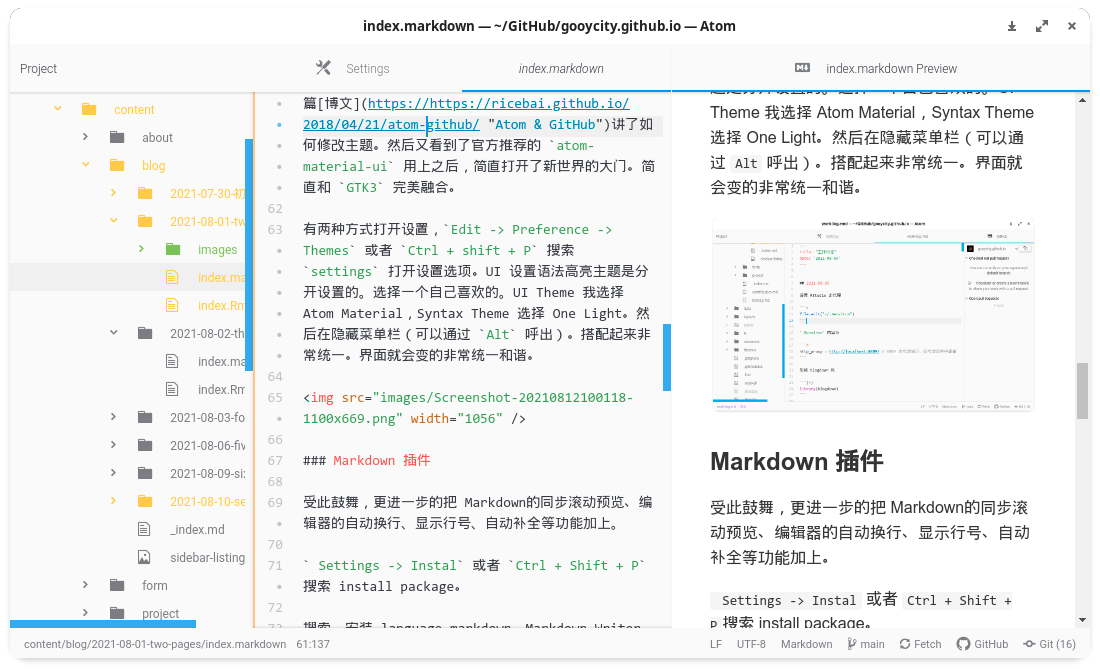 index.markdown — ~/GitHub/gooycity.github.io — Atom
Project
Settings
index.markdown
index.markdown Preview
content
about
blog
2021-07-30-初
2021-08-01-tw
images
index.ma
index.Rm
2021-08-02-th
index.ma
index.Rm
2021-08-03-fo
2021-08-06-fiv
2021-08-09-si
2021-08-10-se
_index.md
sidebar-listing
form
project
篇[博文](https://https://ricebai.github.io/
2018/04/21/atom-github/ "Atom & GitHub")讲了如
何修改主题。然后又看到了官方推荐的 `atom-
material-ui` 用上之后，简直打开了新世界的大门。简
直和 `GTK3` 完美融合。
62
63 有两种方式打开设置，`Edit -> Preference ->
Themes` 或者 `Ctrl + shift + P` 搜索
`settings` 打开设置选项。UI 设置语法高亮主题是分
开设置的。选择一个自己喜欢的。UI Theme 我选择
Atom Material，Syntax Theme 选择 One Light。然
后在隐藏菜单栏（可以通过 `Alt` 呼出）。搭配起来非
常统一。界面就会变的非常统一和谐。
64
65 <img src="images/Screenshot-20210812100118-
1100x669.png" width="1056" />
66
67 ### Markdown 插件
68
69 受此鼓舞，更进一步的把 Markdown的同步滚动预览、编
辑器的自动换行、显示行号、自动补全等功能加上。
70
71 ` Settings -> Instal` 或者 `Ctrl + Shift + P`
搜索 install package。
72
搜索，安装 language-markdown、Markdown-Writer
Theme 我选择 Atom Material，Syntax Theme
选择 One Light。然后在隐藏菜单栏（可以通
过 Alt 呼出）。搭配起来非常统一。界面就
会变的非常统一和谐。
Markdown 插件
受此鼓舞，更进一步的把 Markdown的同步滚
动预览、编辑器的自动换行、显示行号、自动
补全等功能加上。
Settings -> Instal 或者 Ctrl + Shift +
P 搜索 install package。
content/blog/2021-08-01-two-pages/index.markdown 61:137
LF UTF-8 Markdown main Fetch GitHub Git (16)